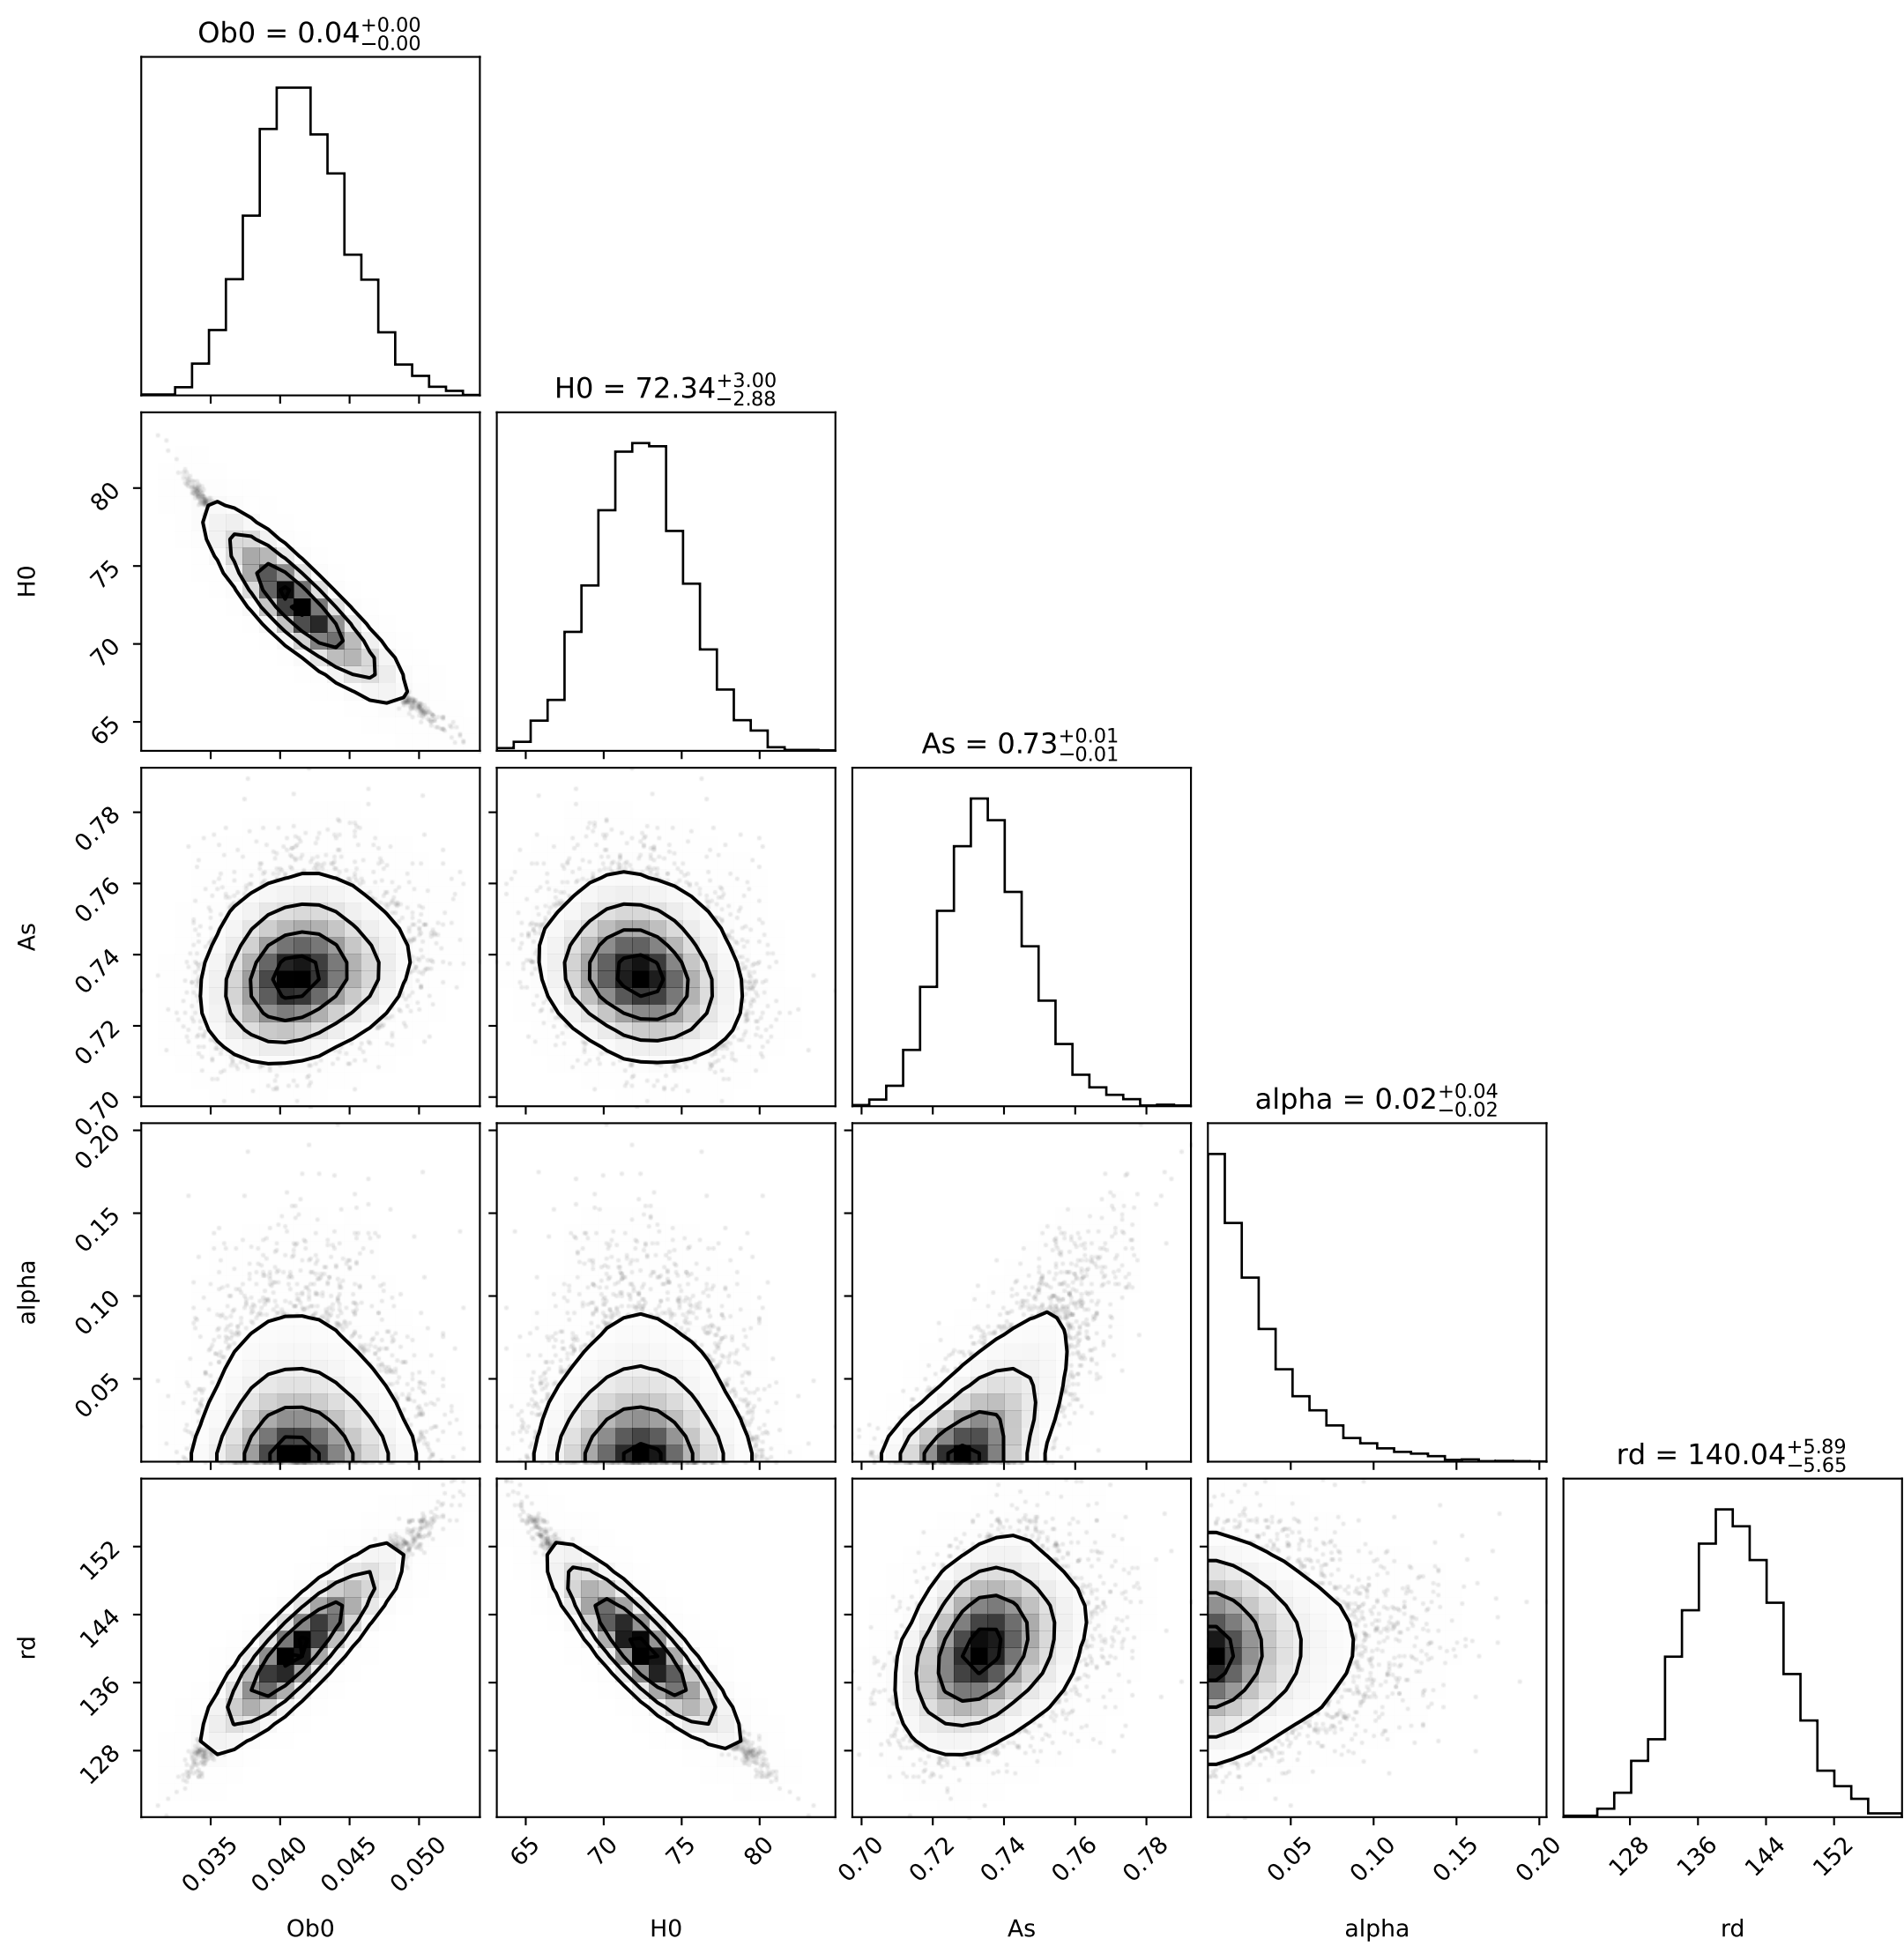 Ob0 = 0.04+0.00 −0.00
H0 = 72.34+3.00 −2.88
80
75
70
65
H0
As = 0.73+0.01 −0.01
0.78
0.76
0.74
0.72
0.70
As
alpha = 0.02+0.04 −0.02
0.20
0.15
0.10
0.05
alpha
rd = 140.04+5.89 −5.65
152
144
136
128
rd
0.035 0.040 0.045 0.050 65 70 75 80 0.70 0.72 0.74 0.76 0.78 0.05 0.10 0.15 0.20 128 136 144 152
Ob0 H0 As alpha rd